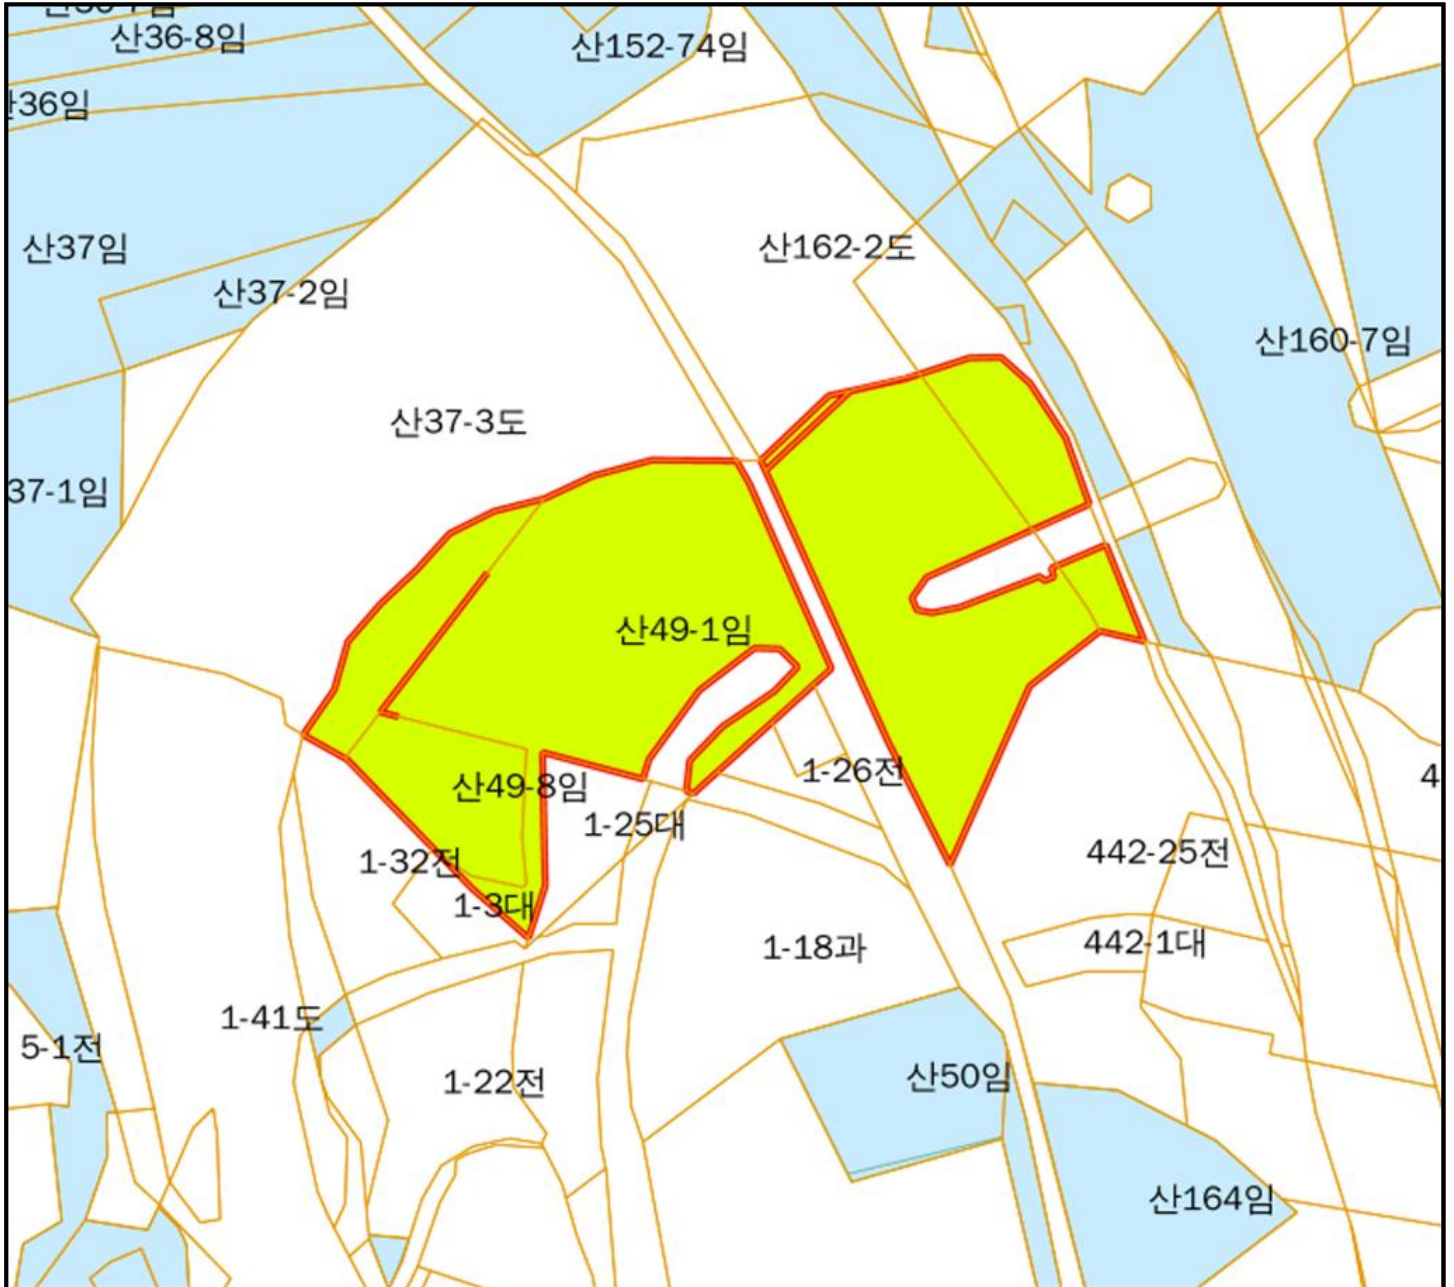 산36-8임
산152-74임
36임
산37임
산162-2도
산37-2임
산160-7임
산37-3도
37-1임
산49-1임
1-26전
산49-8임
1-25대
4
442-25전
1-32전
1-3대
1-18과
442-1대
1-41도
5-1전
1-22전
산50임
산164임